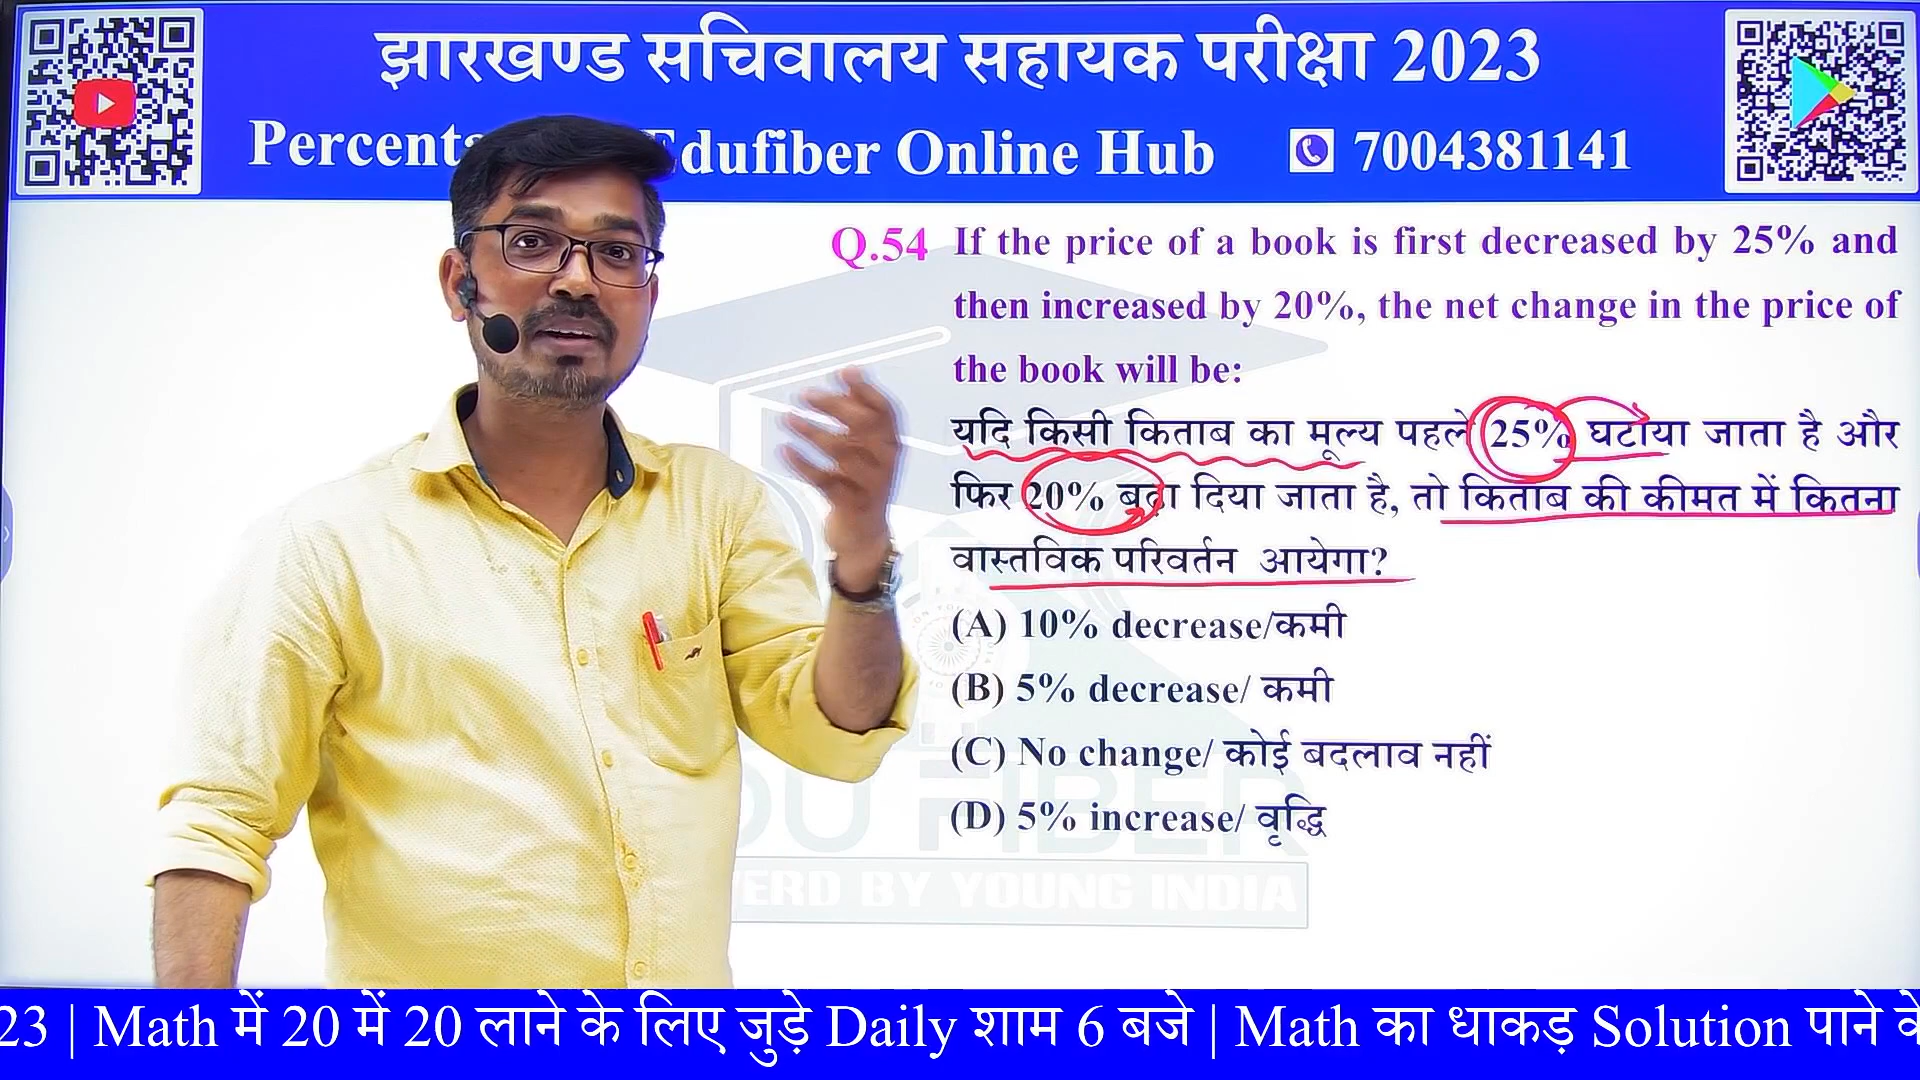 झारखण्ड सचिवालय सहायक परीक्षा 2023
Edufiber Online Hub 7004381141
Q.54 If the price of a book is first decreased by 25% and
then increased by 20%, the net change in the price of
the book will be:
यदि किसी किताब का मूल्य पहले 25% घटाया जाता है और
फिर 20% बढ़ा दिया जाता है, तो किताब की कीमत में कितना
वास्तविक परिवर्तन आयेगा?
(A) 10% decrease/कमी
(B) 5% decrease/ कमी
(C) No change/ कोई बदलाव नहीं
(D) 5% increase/ वृद्धि
BY YOUNG INDIA
23 | Math में 20 में 20 लाने के लिए जुड़े Daily शाम 6 बजे | Math का धाकड़ Solution पाने